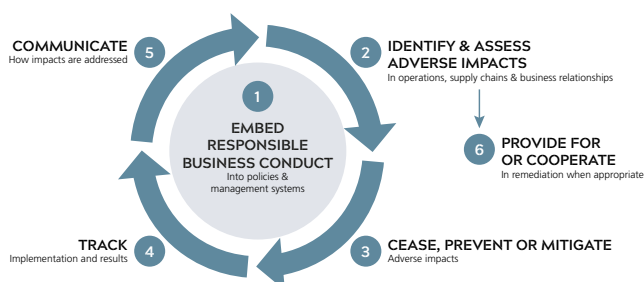 1
EMBED
RESPONSIBLE
BUSINESS CONDUCT
Into policies &
management systems
2
IDENTIFY & ASSESS
ADVERSE IMPACTS
In operations, supply chains & business relationships
3
CEASE, PREVENT OR MITIGATE
Adverse impacts
4
TRACK
Implementation and results
5
COMMUNICATE
How impacts are addressed
6
PROVIDE FOR
OR COOPERATE
In remediation when appropriate